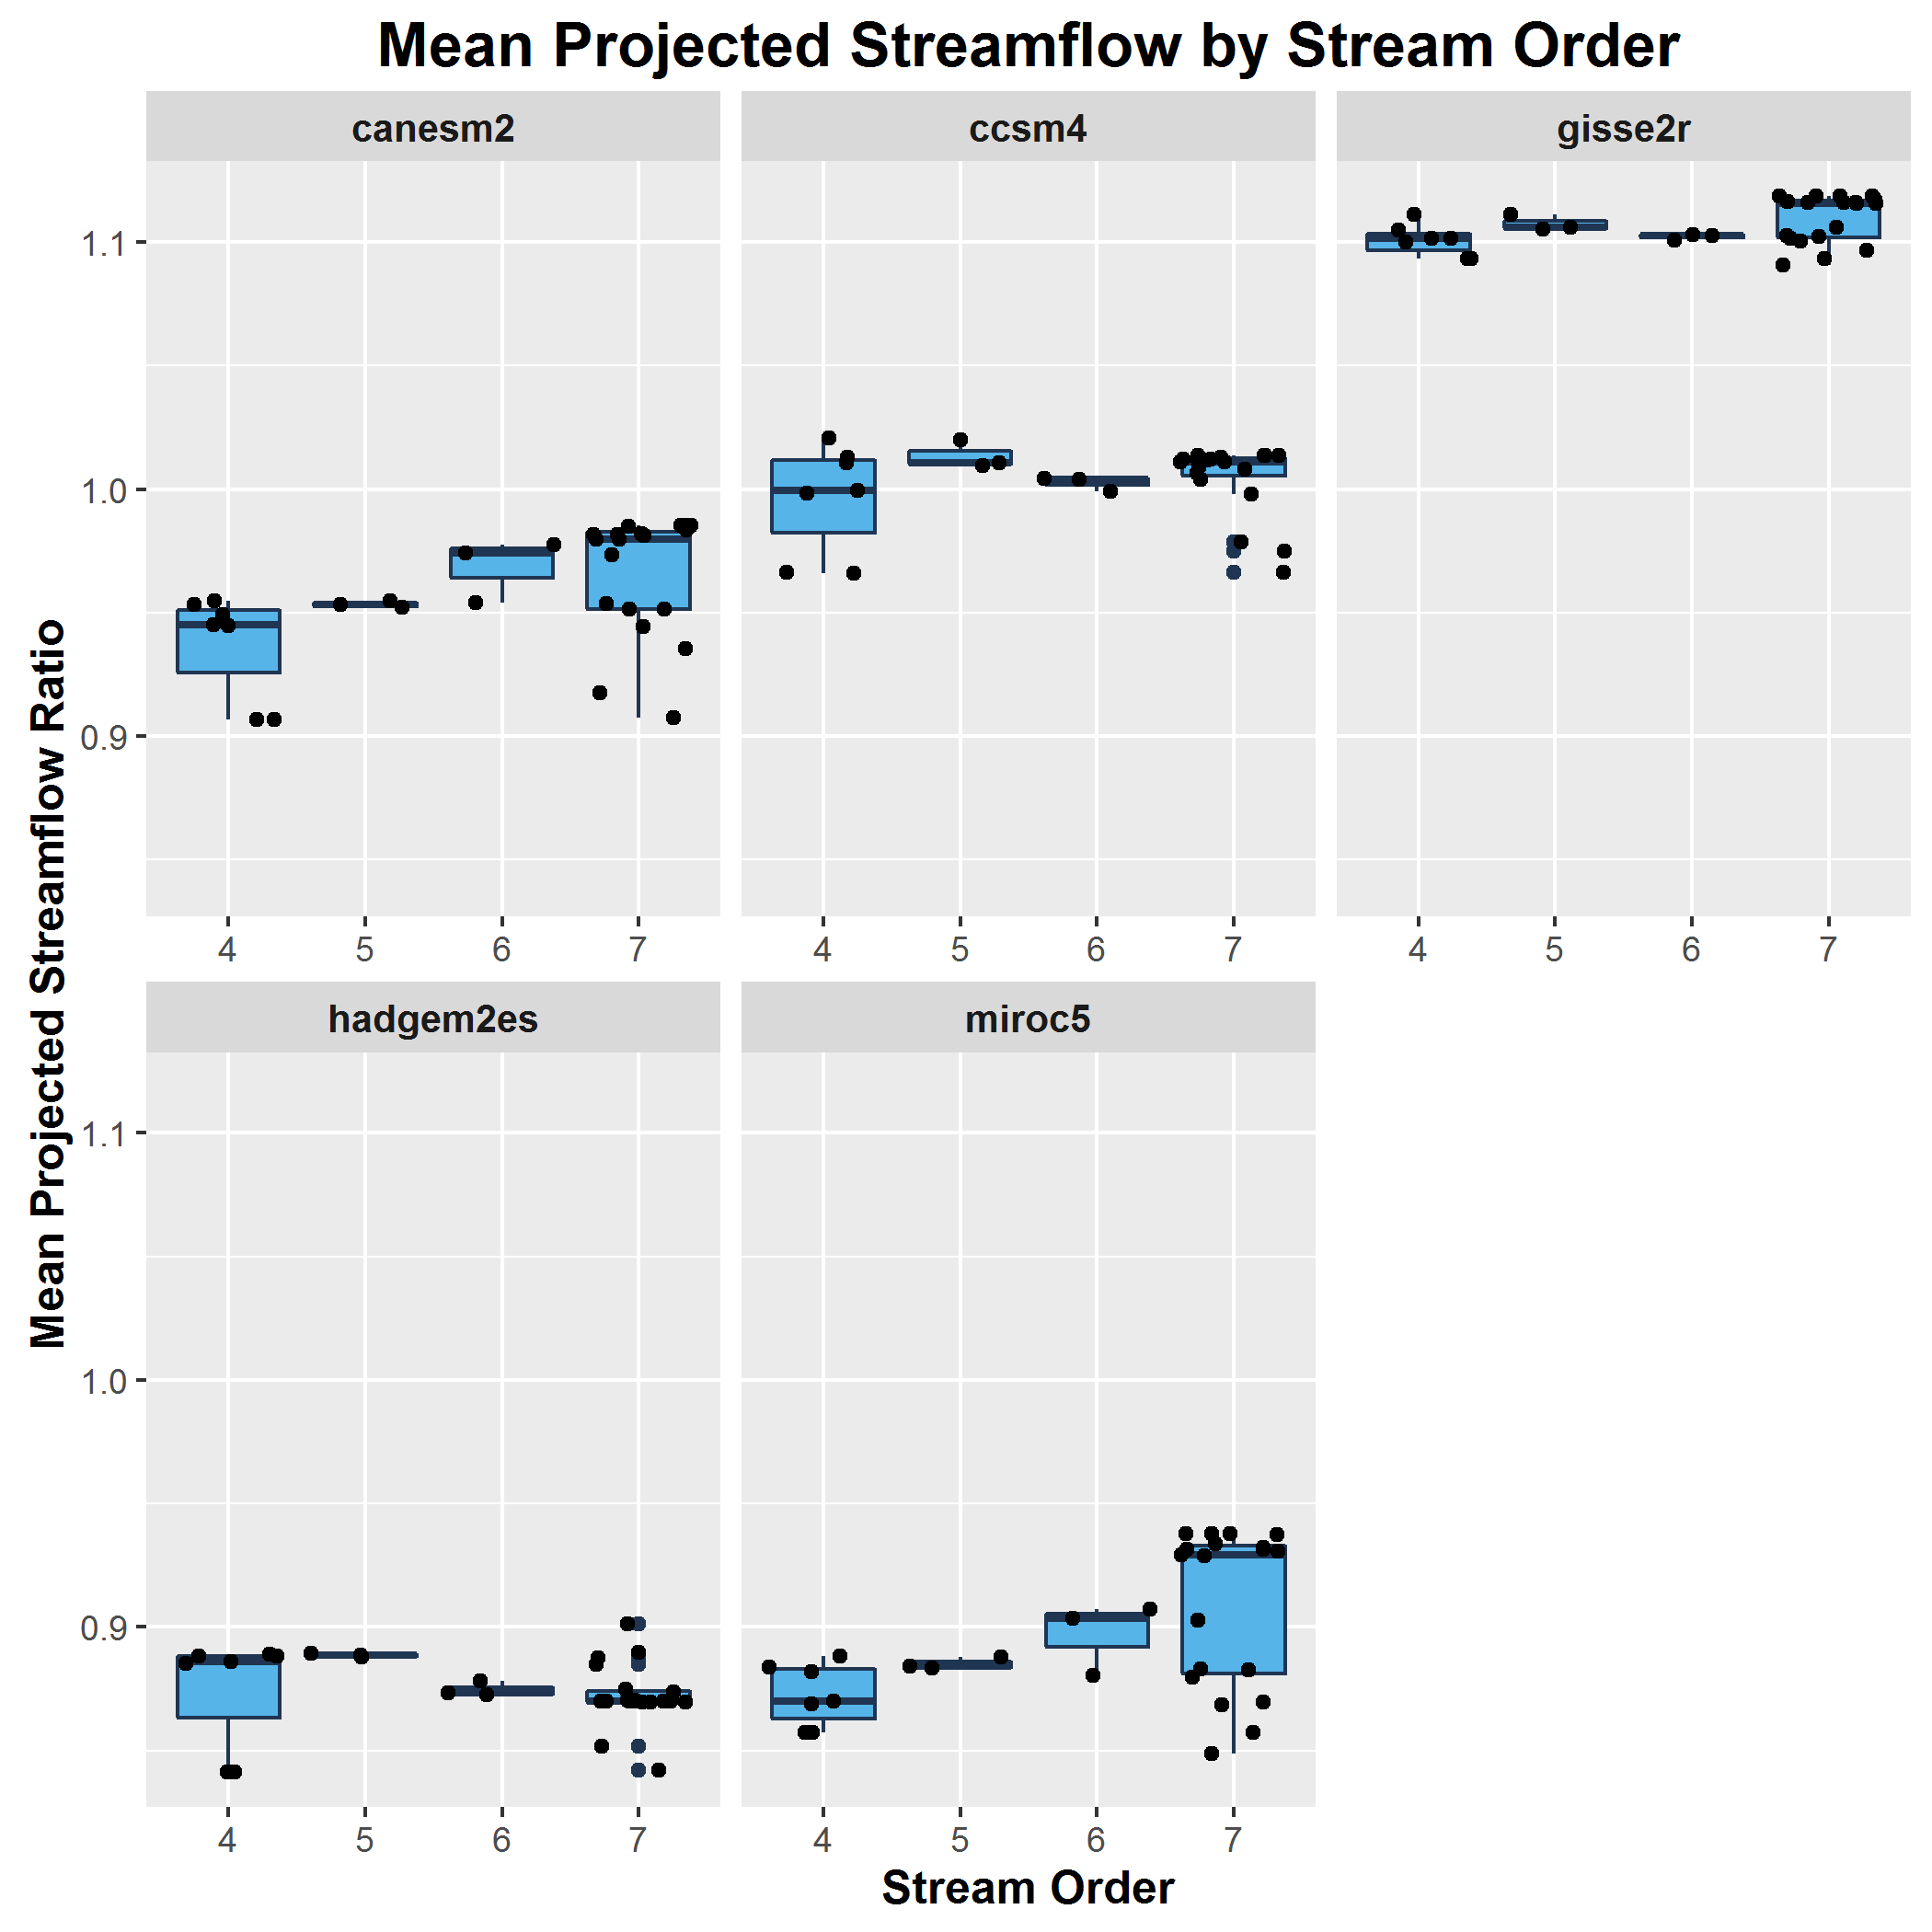 Mean Projected Streamflow by Stream Order
canesm2
ccsm4
gisse2r
1.1
1.0
0.9
4 5 6 7
4 5 6 7
4 5 6 7
Mean Projected Streamflow Ratio
hadgem2es
miroc5
1.1
1.0
0.9
4 5 6 7
4 5 6 7
Stream Order